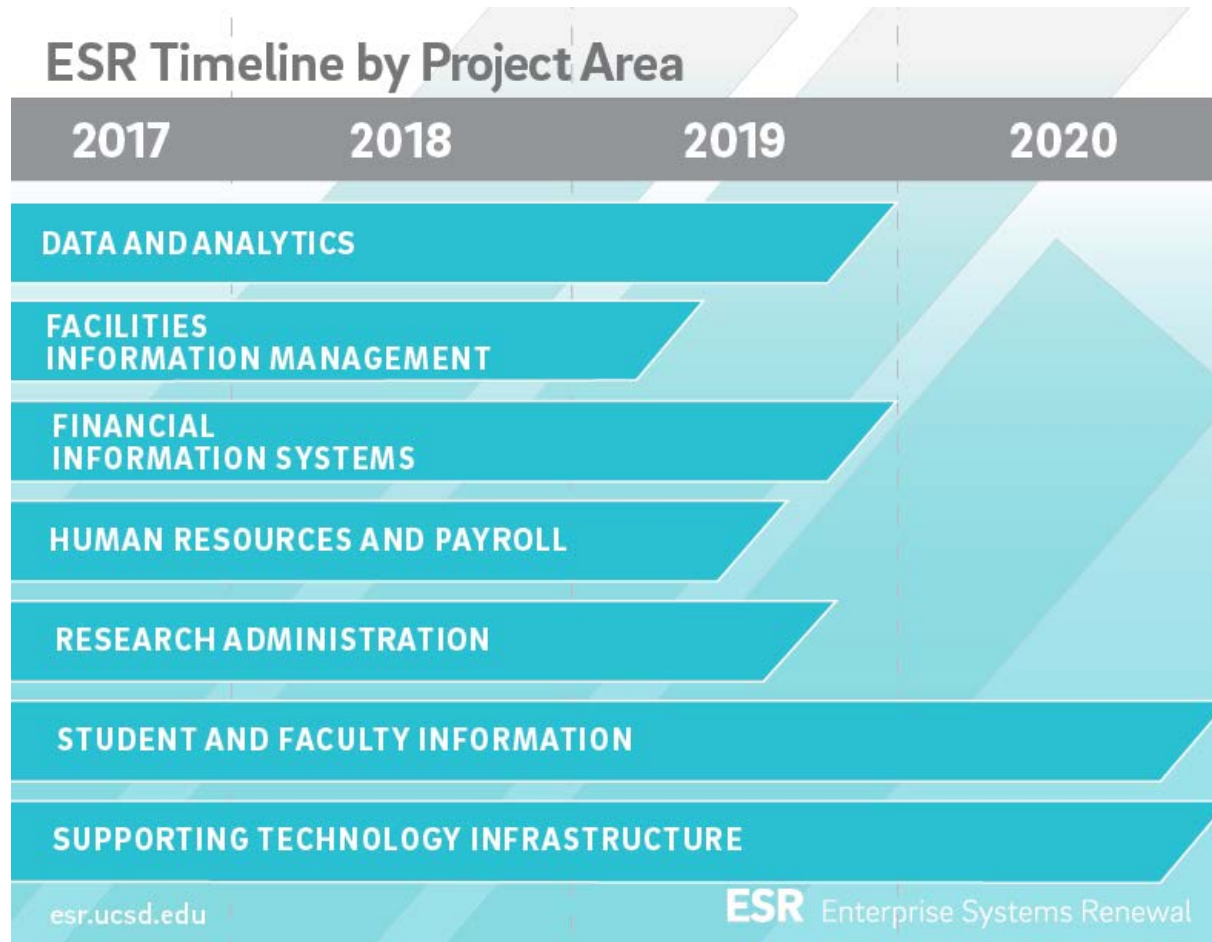 ESR Timeline by Project Area
2017 2018 2019 2020
DATA AND ANALYTICS
FACILITIES
INFORMATION MANAGEMENT
FINANCIAL
INFORMATION SYSTEMS
HUMAN RESOURCES AND PAYROLL
RESEARCH ADMINISTRATION
STUDENT AND FACULTY INFORMATION
SUPPORTING TECHNOLOGY INFRASTRUCTURE
esr.ucsd.edu
ESR Enterprise Systems Renewal